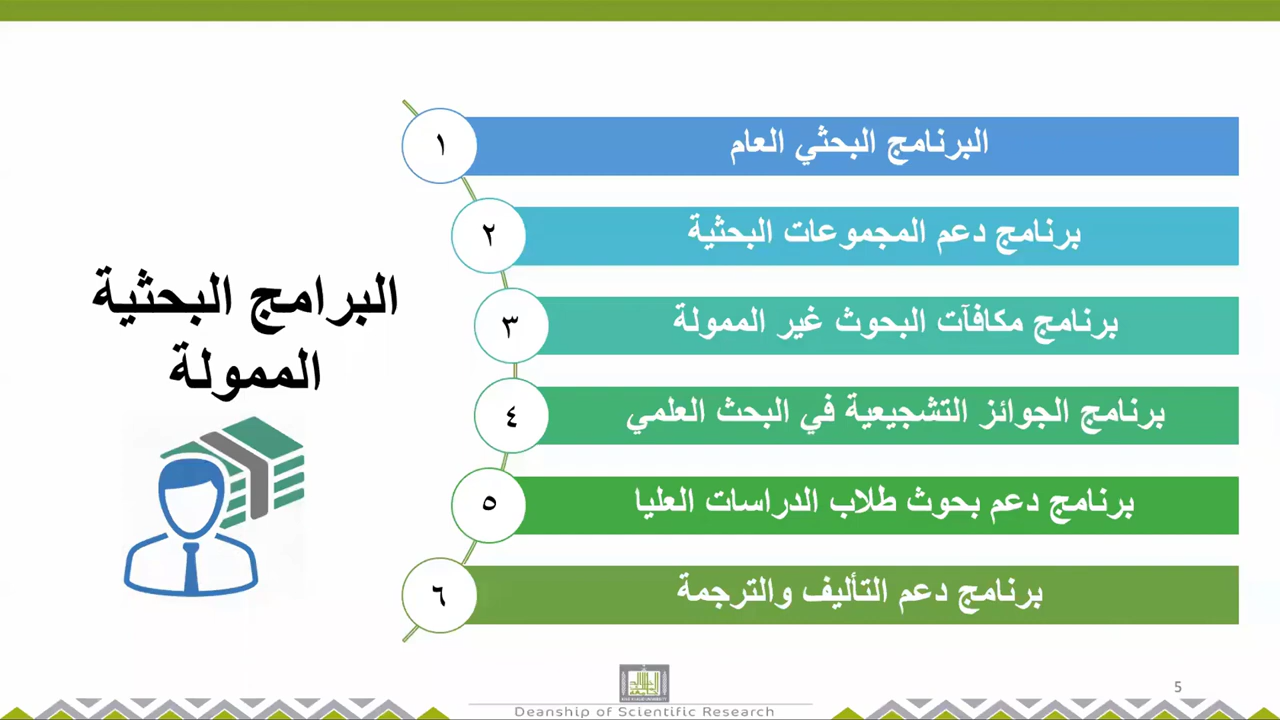 البرامج البحثية
الممولة
١
البرنامج البحثي العام
٢
برنامج دعم المجموعات البحثية
٣
برنامج مكافآت البحوث غير الممولة
٤
برنامج الجوائز التشجيعية في البحث العلمي
٥
برنامج دعم بحوث طلاب الدراسات العليا
٦
برنامج دعم التأليف والترجمة
Deanship of Scientific Research
5